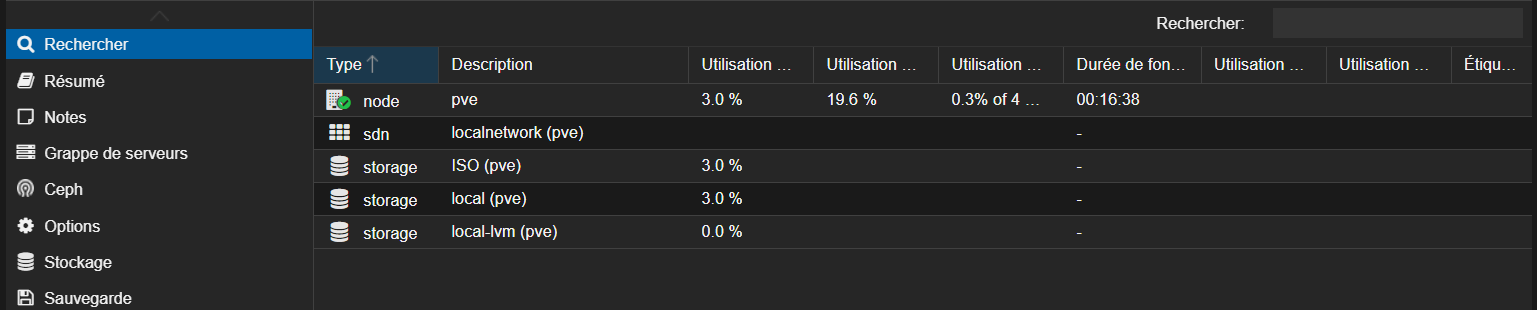 Rechercher:
Rechercher
Résumé
Notes
Grappe de serveurs
Ceph
Options
Stockage
Sauvegarde
Type Description Utilisation ... Utilisation ... Utilisation ... Durée de fon... Utilisation ... Utilisation ... Étiqu...
node pve 3.0 % 19.6 % 0.3% of 4 ... 00:16:38
sdn localnetwork (pve) -
storage ISO (pve) 3.0 % -
storage local (pve) 3.0 % -
storage local-lvm (pve) 0.0 % -